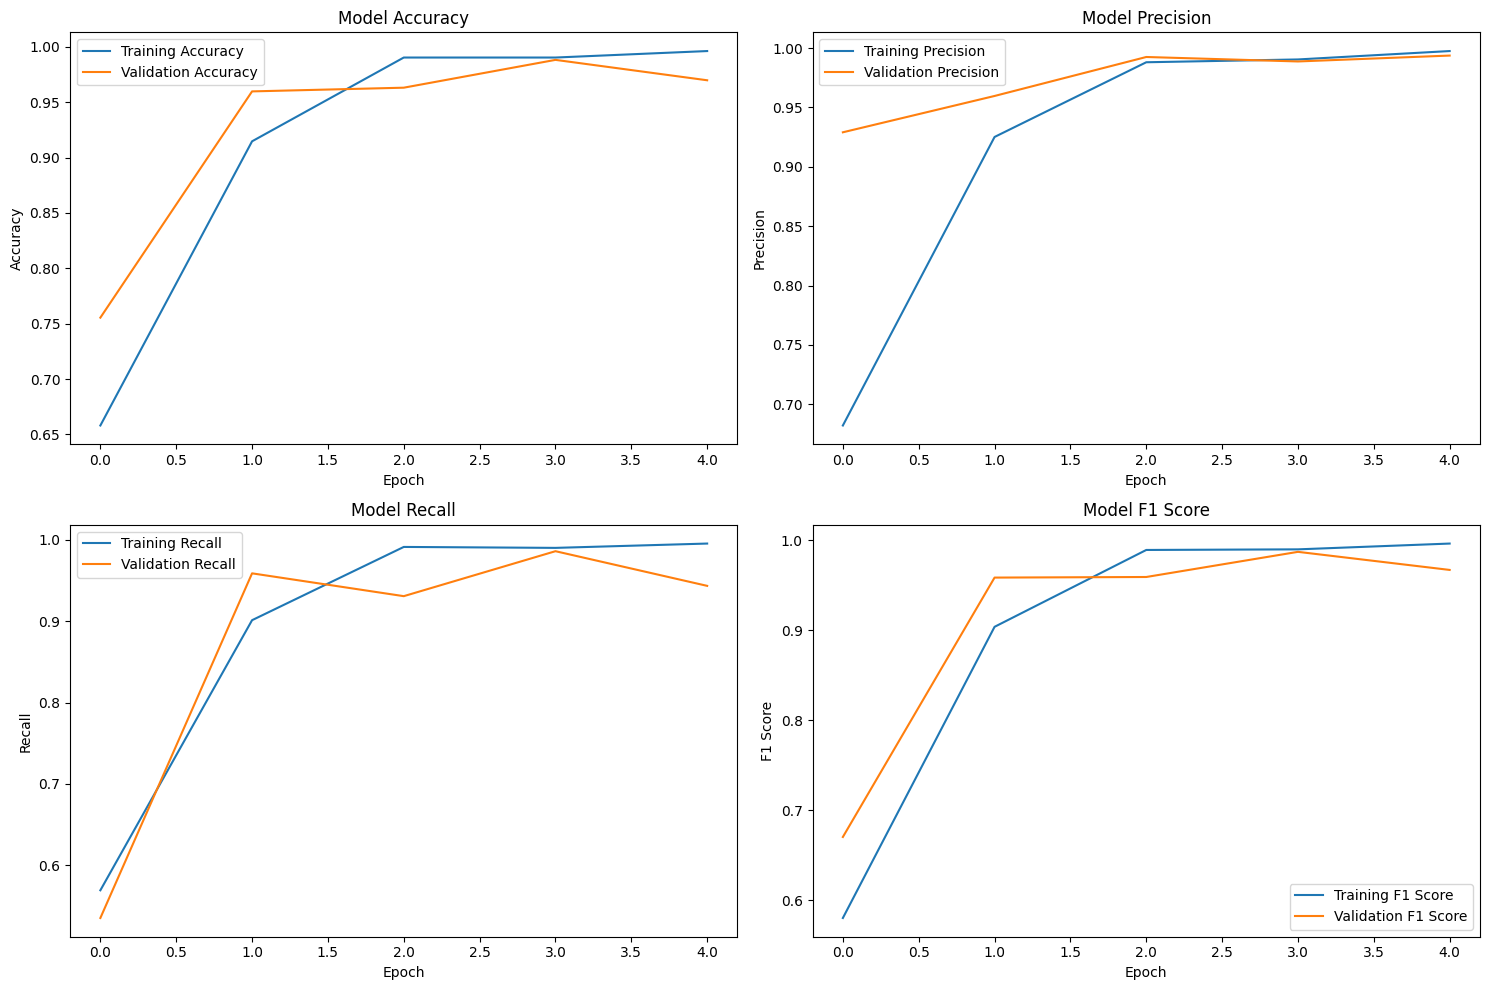 Model Accuracy
Training Accuracy
Validation Accuracy
1.00
0.95
0.90
0.85
0.80
0.75
0.70
0.65
Accuracy
0.0 0.5 1.0 1.5 2.0 2.5 3.0 3.5 4.0
Epoch
Model Precision
Training Precision
Validation Precision
1.00
0.95
0.90
0.85
0.80
0.75
0.70
Precision
0.0 0.5 1.0 1.5 2.0 2.5 3.0 3.5 4.0
Epoch
Model Recall
Training Recall
Validation Recall
1.0
0.9
0.8
0.7
0.6
Recall
0.0 0.5 1.0 1.5 2.0 2.5 3.0 3.5 4.0
Epoch
Model F1 Score
1.0
0.9
0.8
0.7
0.6
F1 Score
Training F1 Score
Validation F1 Score
0.0 0.5 1.0 1.5 2.0 2.5 3.0 3.5 4.0
Epoch